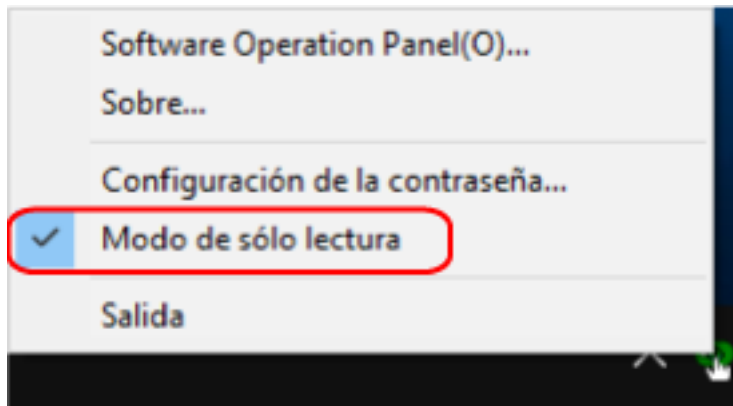 Software Operation Panel(O)...
Sobre...
Configuración de la contraseña...
Modo de sólo lectura
Salida